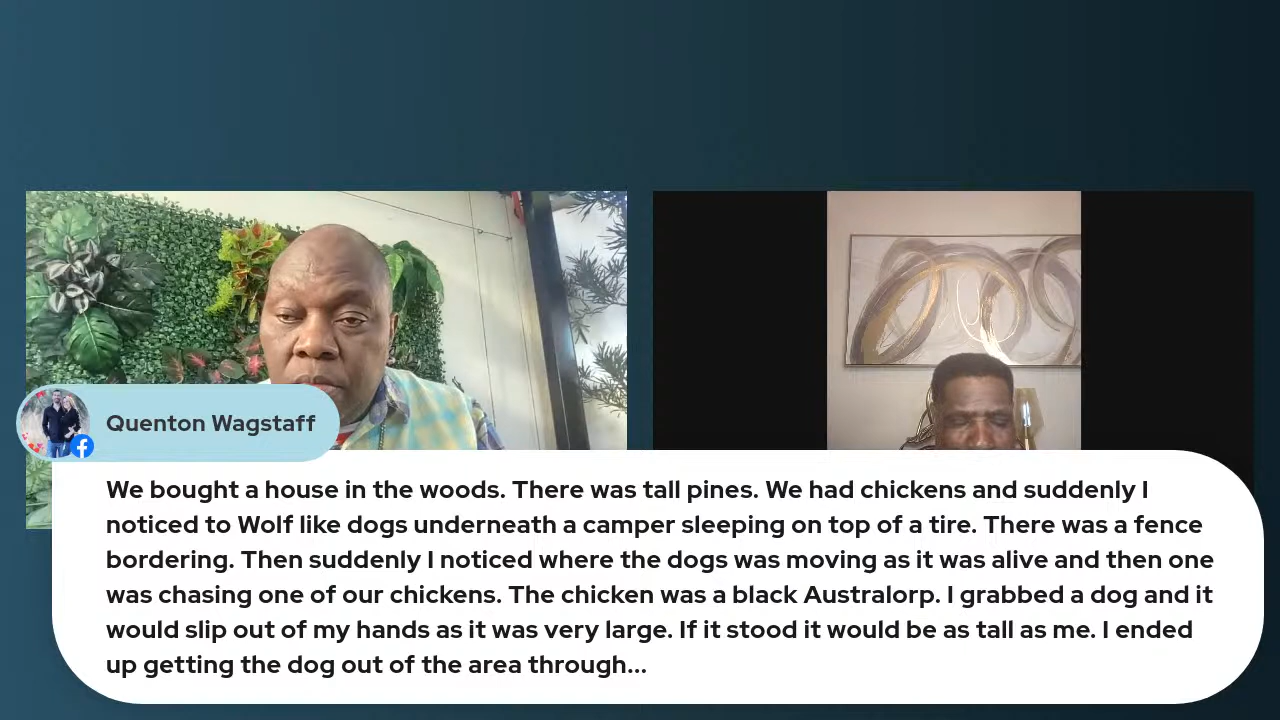 Quenton Wagstaff
We bought a house in the woods. There was tall pines. We had chickens and suddenly I
noticed to Wolf like dogs underneath a camper sleeping on top of a tire. There was a fence
bordering. Then suddenly I noticed where the dogs was moving as it was alive and then one
was chasing one of our chickens. The chicken was a black Australorp. I grabbed a dog and it
would slip out of my hands as it was very large. If it stood it would be as tall as me. I ended
up getting the dog out of the area through...